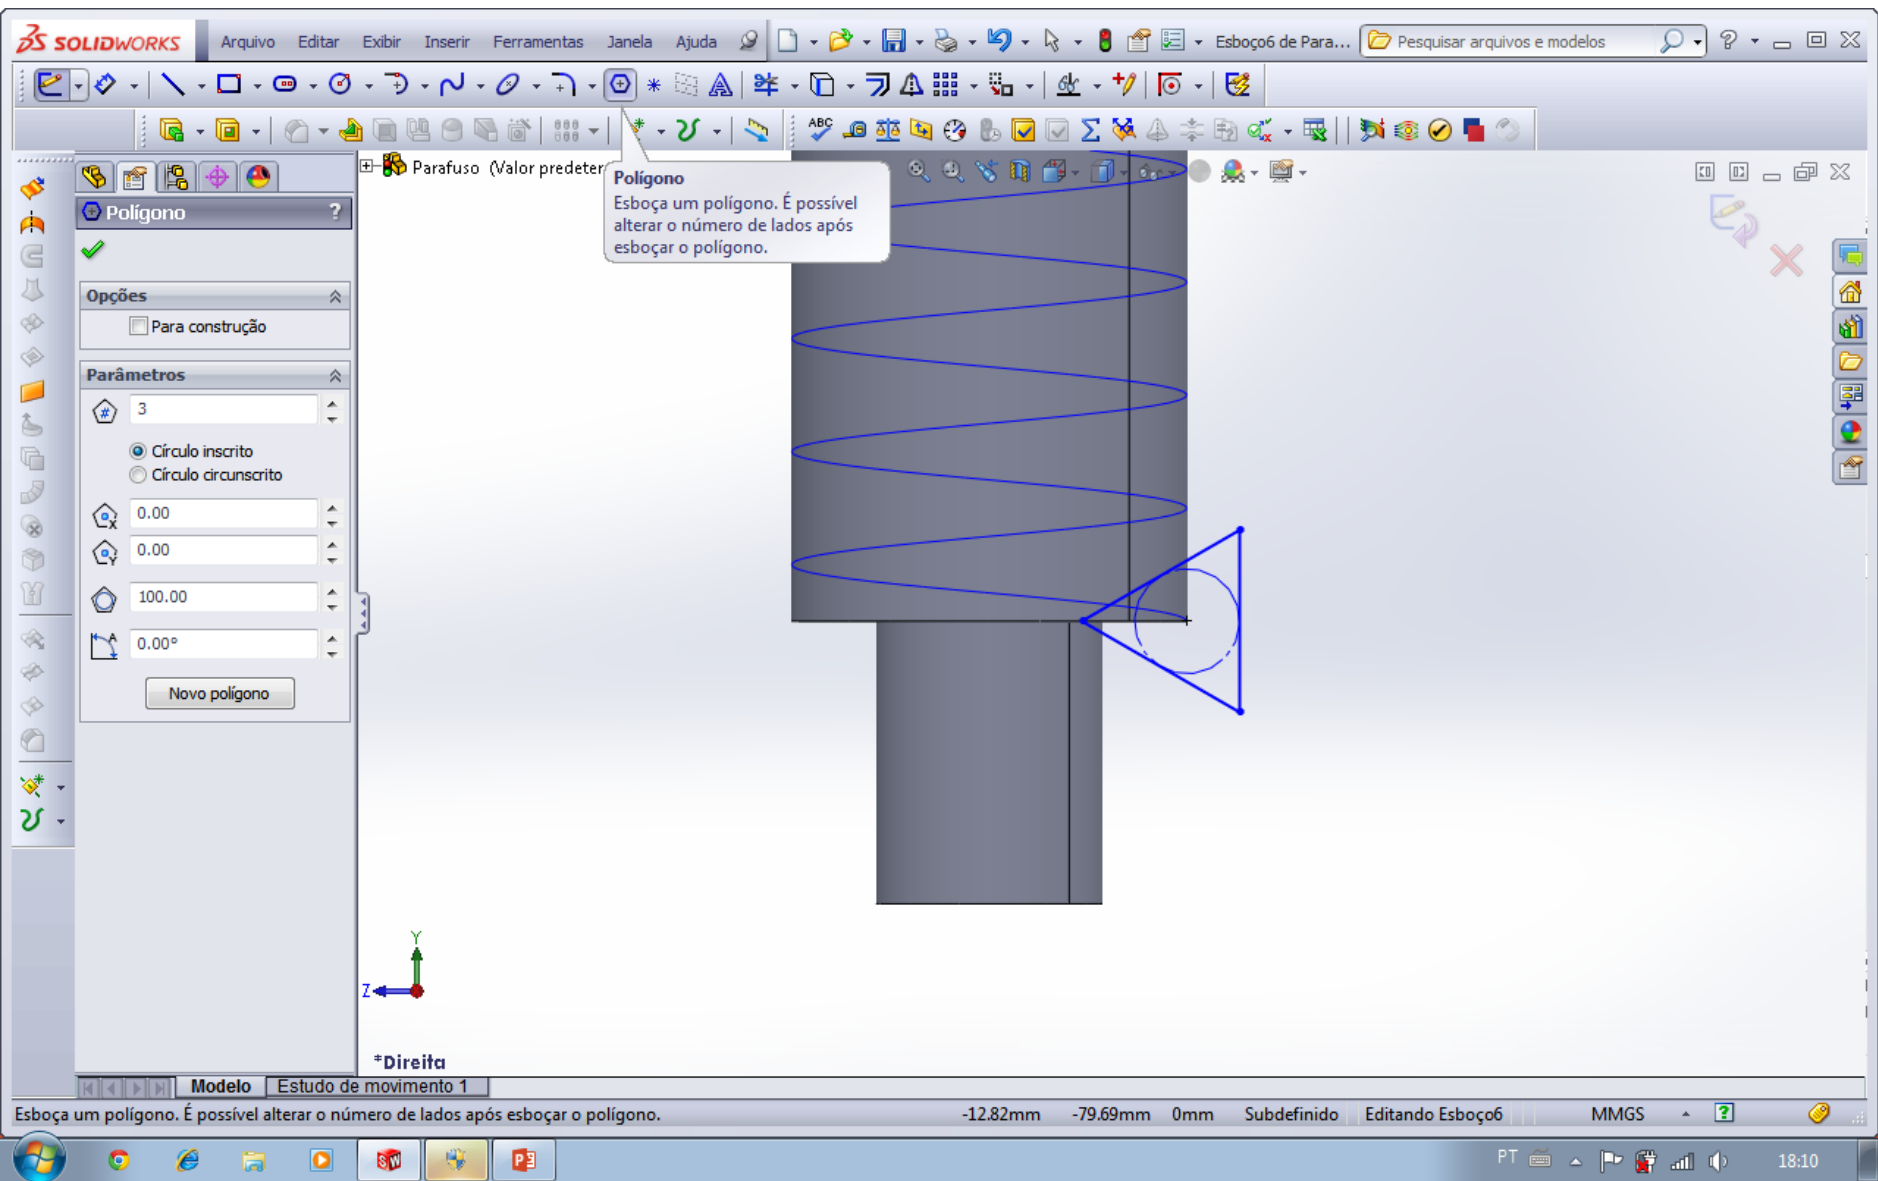 SOLIDWORKS
Arquivo Editar Exibir Inserir Ferramentas Janela Ajuda
Esboço6 de Para...
Pesquisar arquivos e modelos
ABC
Parafuso (Valor predeter
Polígono
Esboça um polígono. É possível
alterar o número de lados após
esboçar o polígono.
Polígono ?
Opções
Para construção
Parâmetros
3
Círculo inscrito
Círculo circunscrito
0.00
0.00
100.00
0.00°
Novo polígono
Y
Z
*Direita
Modelo Estudo de movimento 1
Esboça um polígono. É possível alterar o número de lados após esboçar o polígono.
-12.82mm -79.69mm 0mm Subdefinido Editando Esboço6 MMGS
PT
18:10